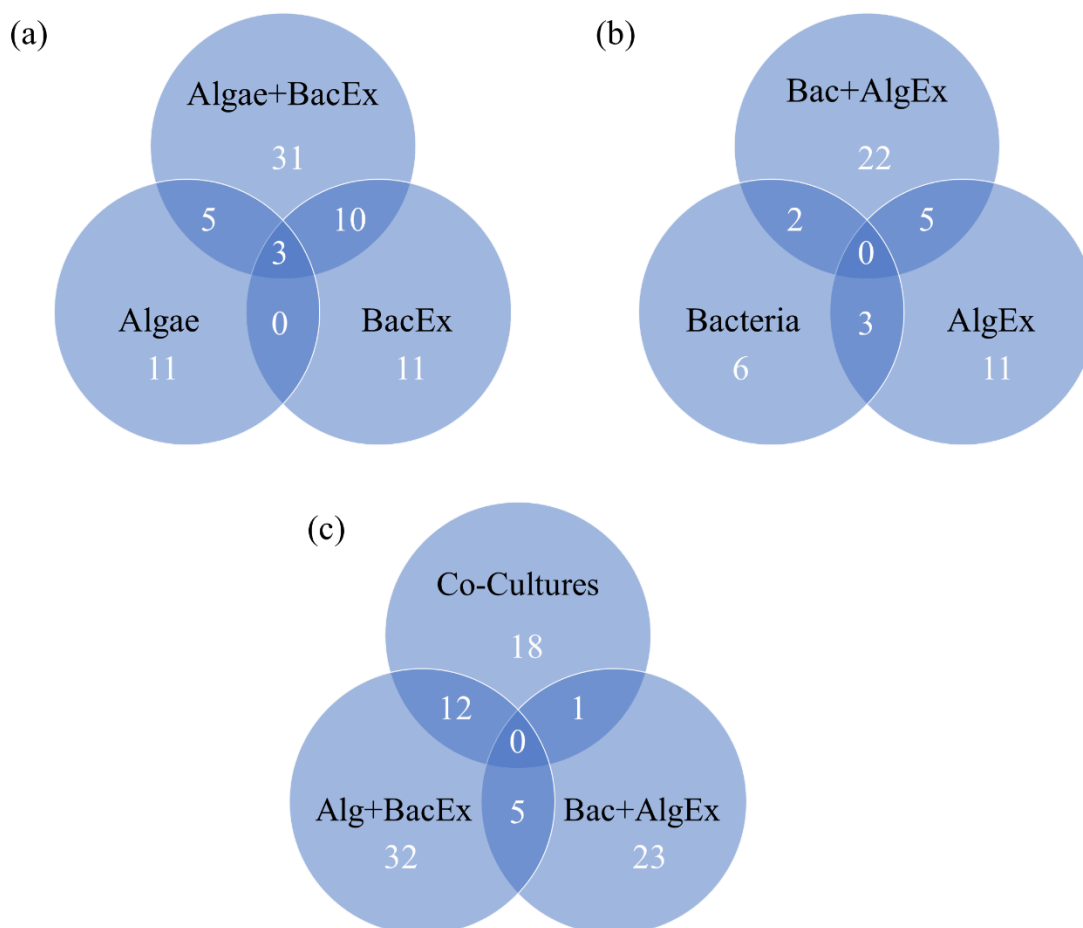 (a)
Algae+BacEx
31
5
10
3
Algae
0
BacEx
11
11
(b)
Bac+AlgEx
22
2
5
0
Bacteria
3
AlgEx
6
11
(c)
Co-Cultures
18
12
1
0
Alg+BacEx
5
Bac+AlgEx
32
23